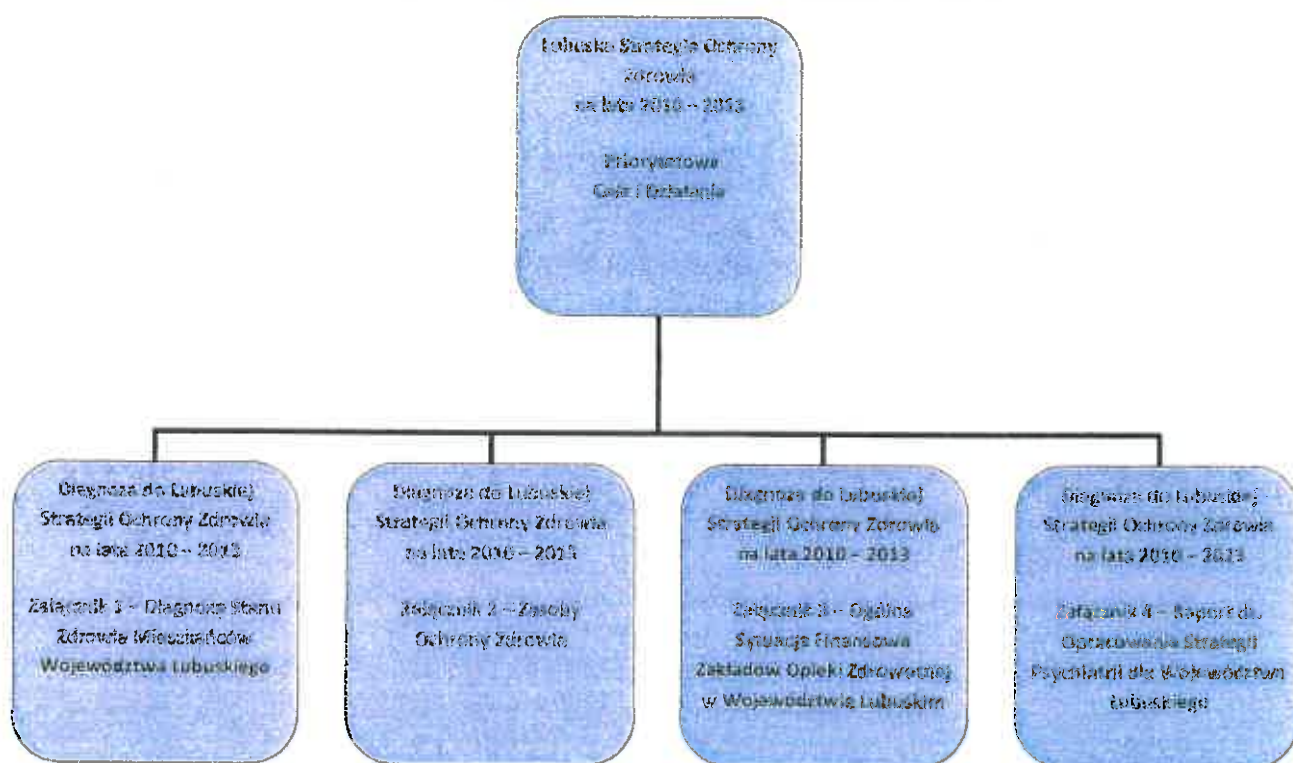 Lubuska Strategia Ochrony
Zdrowia
na lata 2010 – 2013
Priorytetowe
Cele i Działania
Diagnoza do Lubuskiej
Strategii Ochrony Zdrowia
na lata 2010 – 2013
Załącznik 1 – Diagnoza Stanu
Zdrowia Mieszkańców
Województwa Lubuskiego
Diagnoza do Lubuskiej
Strategii Ochrony Zdrowia
na lata 2010 – 2013
Załącznik 2 – Zasoby
Ochrony Zdrowia
Diagnoza do Lubuskiej
Strategii Ochrony Zdrowia
na lata 2010 – 2013
Załącznik 3 – Ogólna
Sytuacja Finansowa
Zakładów Opieki Zdrowotnej
w Województwie Lubuskim
Diagnoza do Lubuskiej
Strategii Ochrony Zdrowia
na lata 2010 – 2013
Załącznik 4 – Raport do
Opracowania Strategii
Psychiatrii dla Województwa
Lubuskiego